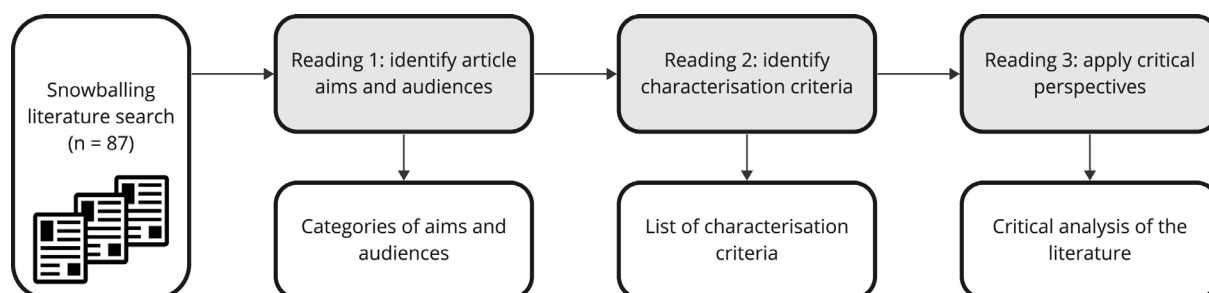 Snowballing
literature search
(n = 87)
Reading 1: identify article
aims and audiences
Reading 2: identify
characterisation criteria
Reading 3: apply critical
perspectives
Categories of aims and
audiences
List of characterisation
criteria
Critical analysis of the
literature